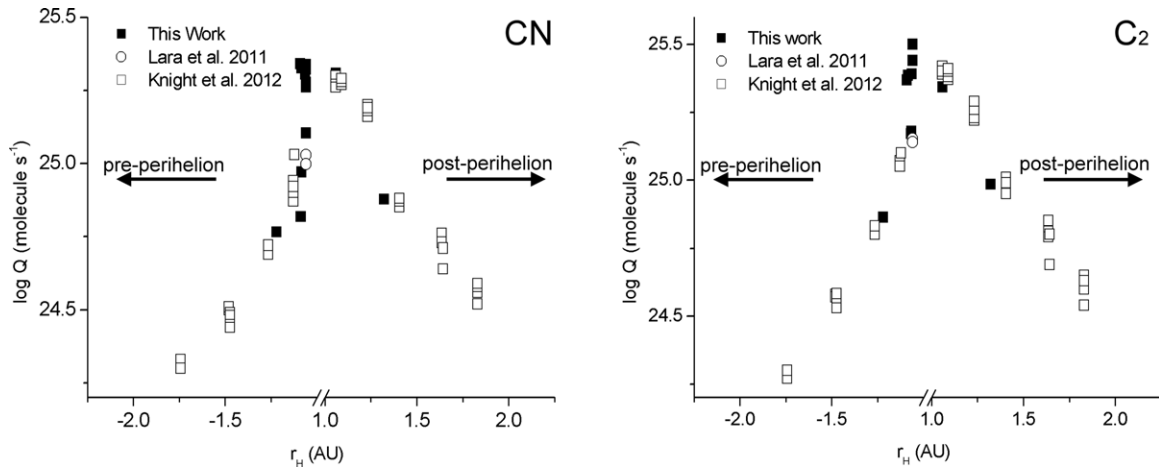 CN
This Work
Lara et al. 2011
Knight et al. 2012
25.5
25.0
24.5
log Q (molecule s⁻¹)
pre-perihelion
post-perihelion
-2.0 -1.5 1.0 1.5 2.0
r_H (AU)
C₂
This work
Lara et al. 2011
Knight et al. 2012
25.5
25.0
24.5
log Q (molecule s⁻¹)
pre-perihelion
post-perihelion
-2.0 -1.5 1.0 1.5 2.0
r_H (AU)